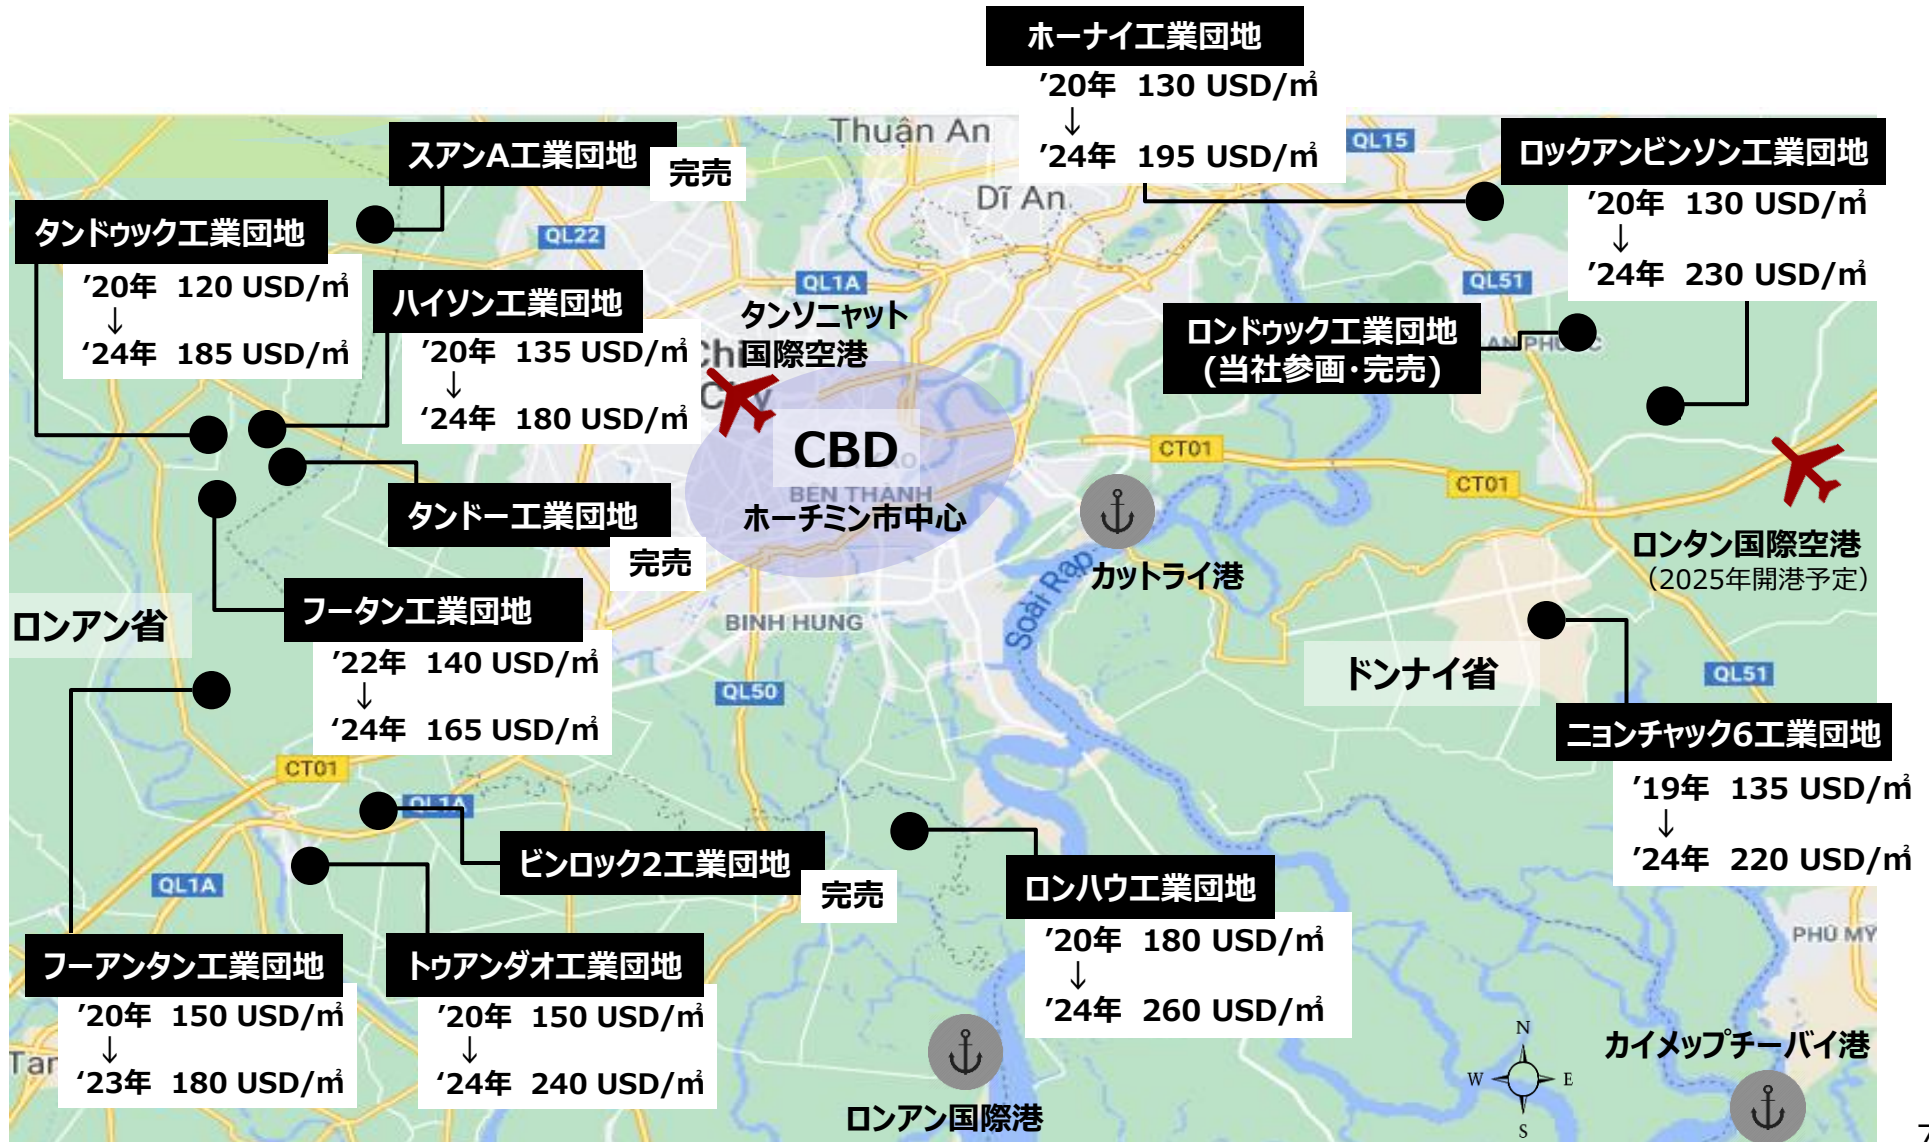 ホーナイ工業団地
’20年 130 USD/㎡
↓
’24年 195 USD/㎡
スアンA工業団地
完売
Thuận An
Dĩ An
QL15
ロックアンビンソン工業団地
’20年 130 USD/㎡
↓
’24年 230 USD/㎡
タンドゥック工業団地
’20年 120 USD/㎡
↓
‘24年 185 USD/㎡
QL22
QL1A
QL51
ハイソン工業団地
’20年 135 USD/㎡
↓
‘24年 180 USD/㎡
タンソニャット
国際空港
Chi
City
ロンドゥック工業団地
(当社参画・完売)
CBD
BẾN THÀNH
ホーチミン市中心
CT01
CT01
タンドー工業団地
完売
カットライ港
Soài Rạp
ロンタン国際空港
（2025年開港予定）
ロンアン省
フータン工業団地
’22年 140 USD/㎡
↓
‘24年 165 USD/㎡
BINH HUNG
QL50
ドンナイ省
QL51
ニョンチャック6工業団地
’19年 135 USD/㎡
↓
’24年 220 USD/㎡
CT01
QL1A
ビンロック2工業団地
完売
QL1A
ロンハウ工業団地
’20年 180 USD/㎡
↓
’24年 260 USD/㎡
PHÚ MỸ
フーアンタン工業団地
’20年 150 USD/㎡
↓
‘23年 180 USD/㎡
トゥアンダオ工業団地
’20年 150 USD/㎡
↓
‘24年 240 USD/㎡
Tan
ロンアン国際港
N
W E
S
カイメップチーバイ港
7